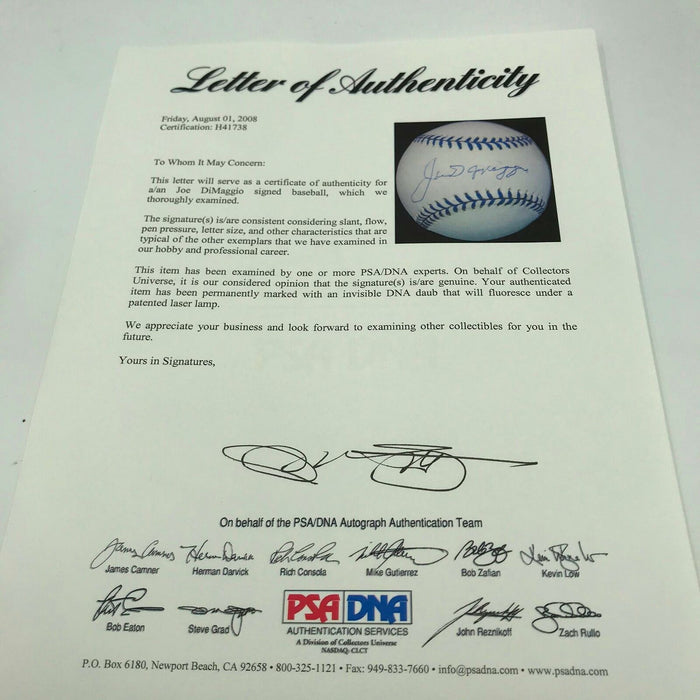 Letter of Authenticity
Friday, August 01, 2008
Certification: H41738
To Whom It May Concern:
This letter will serve as a certificate of authenticity for
a/an Joe DiMaggio signed baseball, which we
thoroughly examined.
The signature(s) is/are consistent considering slant, flow,
pen pressure, letter size, and other characteristics that are
typical of the other exemplars that we have examined in
our hobby and professional career.
This item has been examined by one or more PSA/DNA experts. On behalf of Collectors
Universe, it is our considered opinion that the signature(s) is/are genuine. Your authenticated
item has been permanently marked with an invisible DNA daub that will fluoresce under a
patented laser lamp.
We appreciate your business and look forward to examining other collectibles for you in the
future.
Yours in Signatures,
On behalf of the PSA/DNA Autograph Authentication Team
James Camner Herman Darvick Rich Consola Mike Gutierrez Bob Zafian Kevin Low
Bob Eaton Steve Grad John Reznikoff Zach Rullo
PSA DNA
AUTHENTICATION SERVICES
A Division of Collectors Universe
NASDAQ: CLCT
P.O. Box 6180, Newport Beach, CA 92658 • 800-325-1121 • Fax: 949-833-7660 • info@psadna.com • www.psadna.com